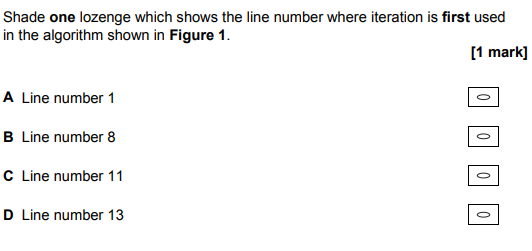 Shade one lozenge which shows the line number where iteration is first used
in the algorithm shown in Figure 1.
[1 mark]
A Line number 1
B Line number 8
C Line number 11
D Line number 13